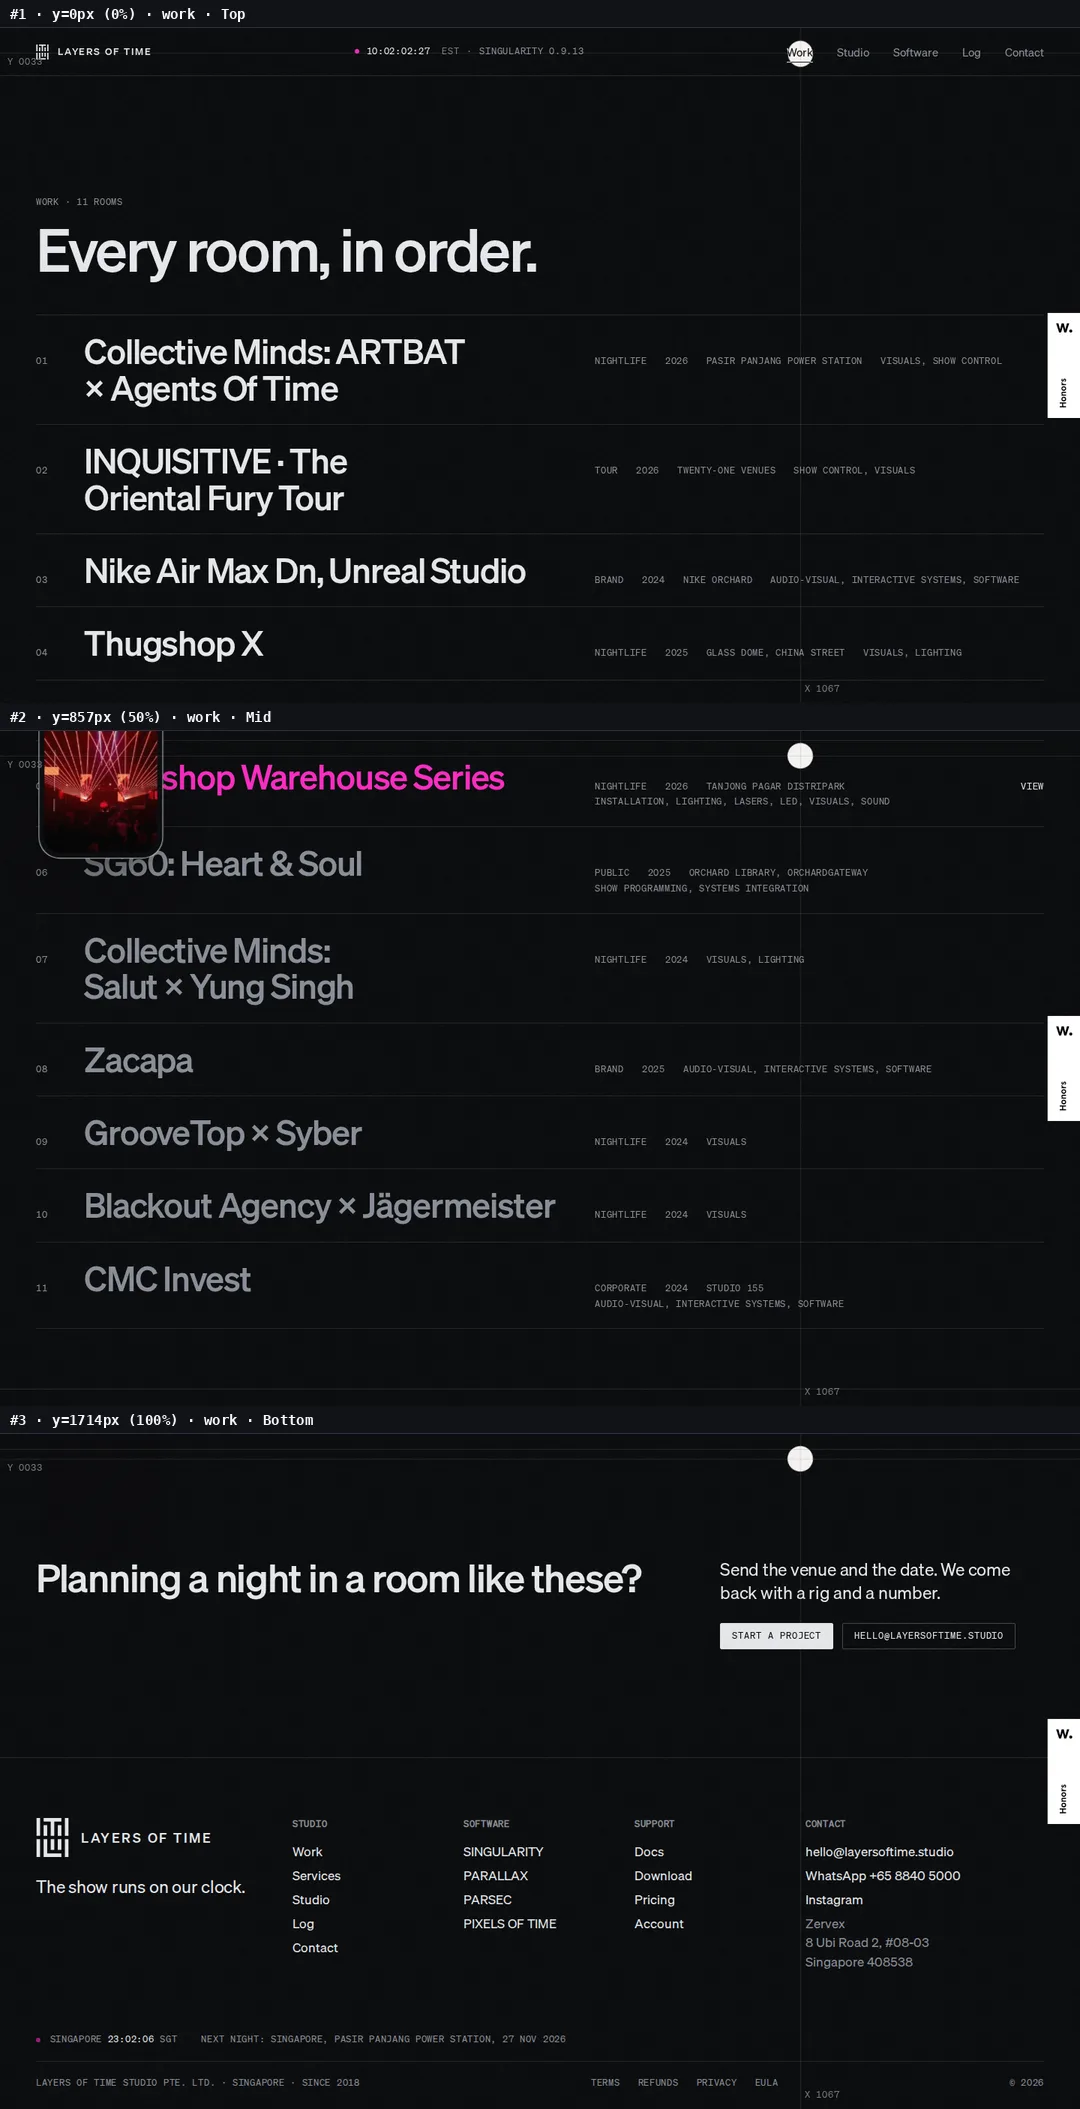 #1 · y=0px (0%) · work · Top
LAYERS OF TIME
10:02:02:27 EST · SINGULARITY 0.9.13
Work Studio Software Log Contact
Y 0033
WORK · 11 ROOMS
Every room, in order.
01
Collective Minds: ARTBAT
× Agents Of Time
NIGHTLIFE 2026 PASIR PANJANG POWER STATION VISUALS, SHOW CONTROL
W.
Honors
02
INQUISITIVE · The
Oriental Fury Tour
TOUR 2026 TWENTY-ONE VENUES SHOW CONTROL, VISUALS
03
Nike Air Max Dn, Unreal Studio
BRAND 2024 NIKE ORCHARD AUDIO-VISUAL, INTERACTIVE SYSTEMS, SOFTWARE
04
Thugshop X
NIGHTLIFE 2025 GLASS DOME, CHINA STREET VISUALS, LIGHTING
X 1067
#2 · y=857px (50%) · work · Mid
Y 0033
shop Warehouse Series
NIGHTLIFE 2026 TANJONG PAGAR DISTRIPARK
INSTALLATION, LIGHTING, LASERS, LED, VISUALS, SOUND
VIEW
06
SG60: Heart & Soul
PUBLIC 2025 ORCHARD LIBRARY, ORCHARDGATEWAY
SHOW PROGRAMMING, SYSTEMS INTEGRATION
07
Collective Minds:
Salut × Yung Singh
NIGHTLIFE 2024 VISUALS, LIGHTING
W.
Honors
08
Zacapa
BRAND 2025 AUDIO-VISUAL, INTERACTIVE SYSTEMS, SOFTWARE
09
GrooveTop × Syber
NIGHTLIFE 2024 VISUALS
10
Blackout Agency × Jägermeister
NIGHTLIFE 2024 VISUALS
11
CMC Invest
CORPORATE 2024 STUDIO 155
AUDIO-VISUAL, INTERACTIVE SYSTEMS, SOFTWARE
X 1067
#3 · y=1714px (100%) · work · Bottom
Y 0033
Planning a night in a room like these?
Send the venue and the date. We come
back with a rig and a number.
START A PROJECT
HELLO@LAYERSOFTIME.STUDIO
W.
Honors
LAYERS OF TIME
The show runs on our clock.
STUDIO
Work
Services
Studio
Log
Contact
SOFTWARE
SINGULARITY
PARALLAX
PARSEC
PIXELS OF TIME
SUPPORT
Docs
Download
Pricing
Account
CONTACT
hello@layersoftime.studio
WhatsApp +65 8840 5000
Instagram
Zervex
8 Ubi Road 2, #08-03
Singapore 408538
SINGAPORE 23:02:06 SGT NEXT NIGHT: SINGAPORE, PASIR PANJANG POWER STATION, 27 NOV 2026
LAYERS OF TIME STUDIO PTE. LTD. · SINGAPORE · SINCE 2018
TERMS REFUNDS PRIVACY EULA
© 2026
X 1067